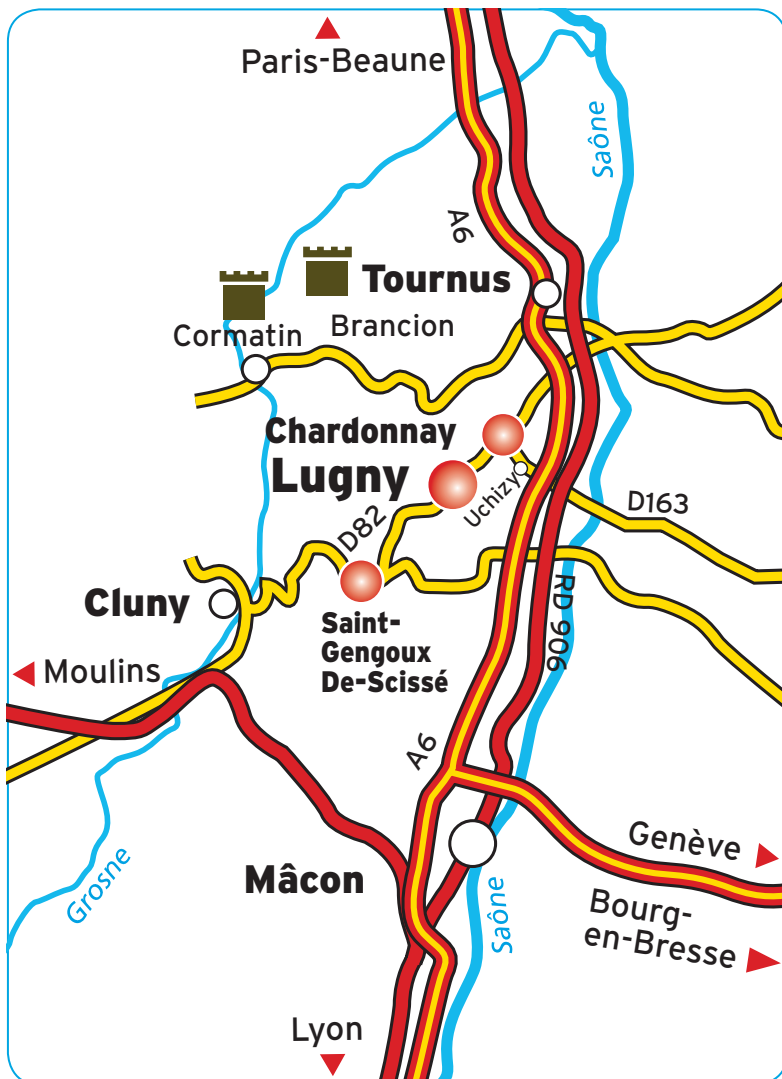 Paris-Beaune
Saône
A6
Tournus
Cormatin
Brancion
Chardonnay
Lugny
Uchizy
D163
D82
Cluny
Saint-
Gengoux
De-Scissé
RD 906
Moulins
A6
Genève
Mâcon
Grosne
Bourg-
en-Bresse
Saône
Lyon